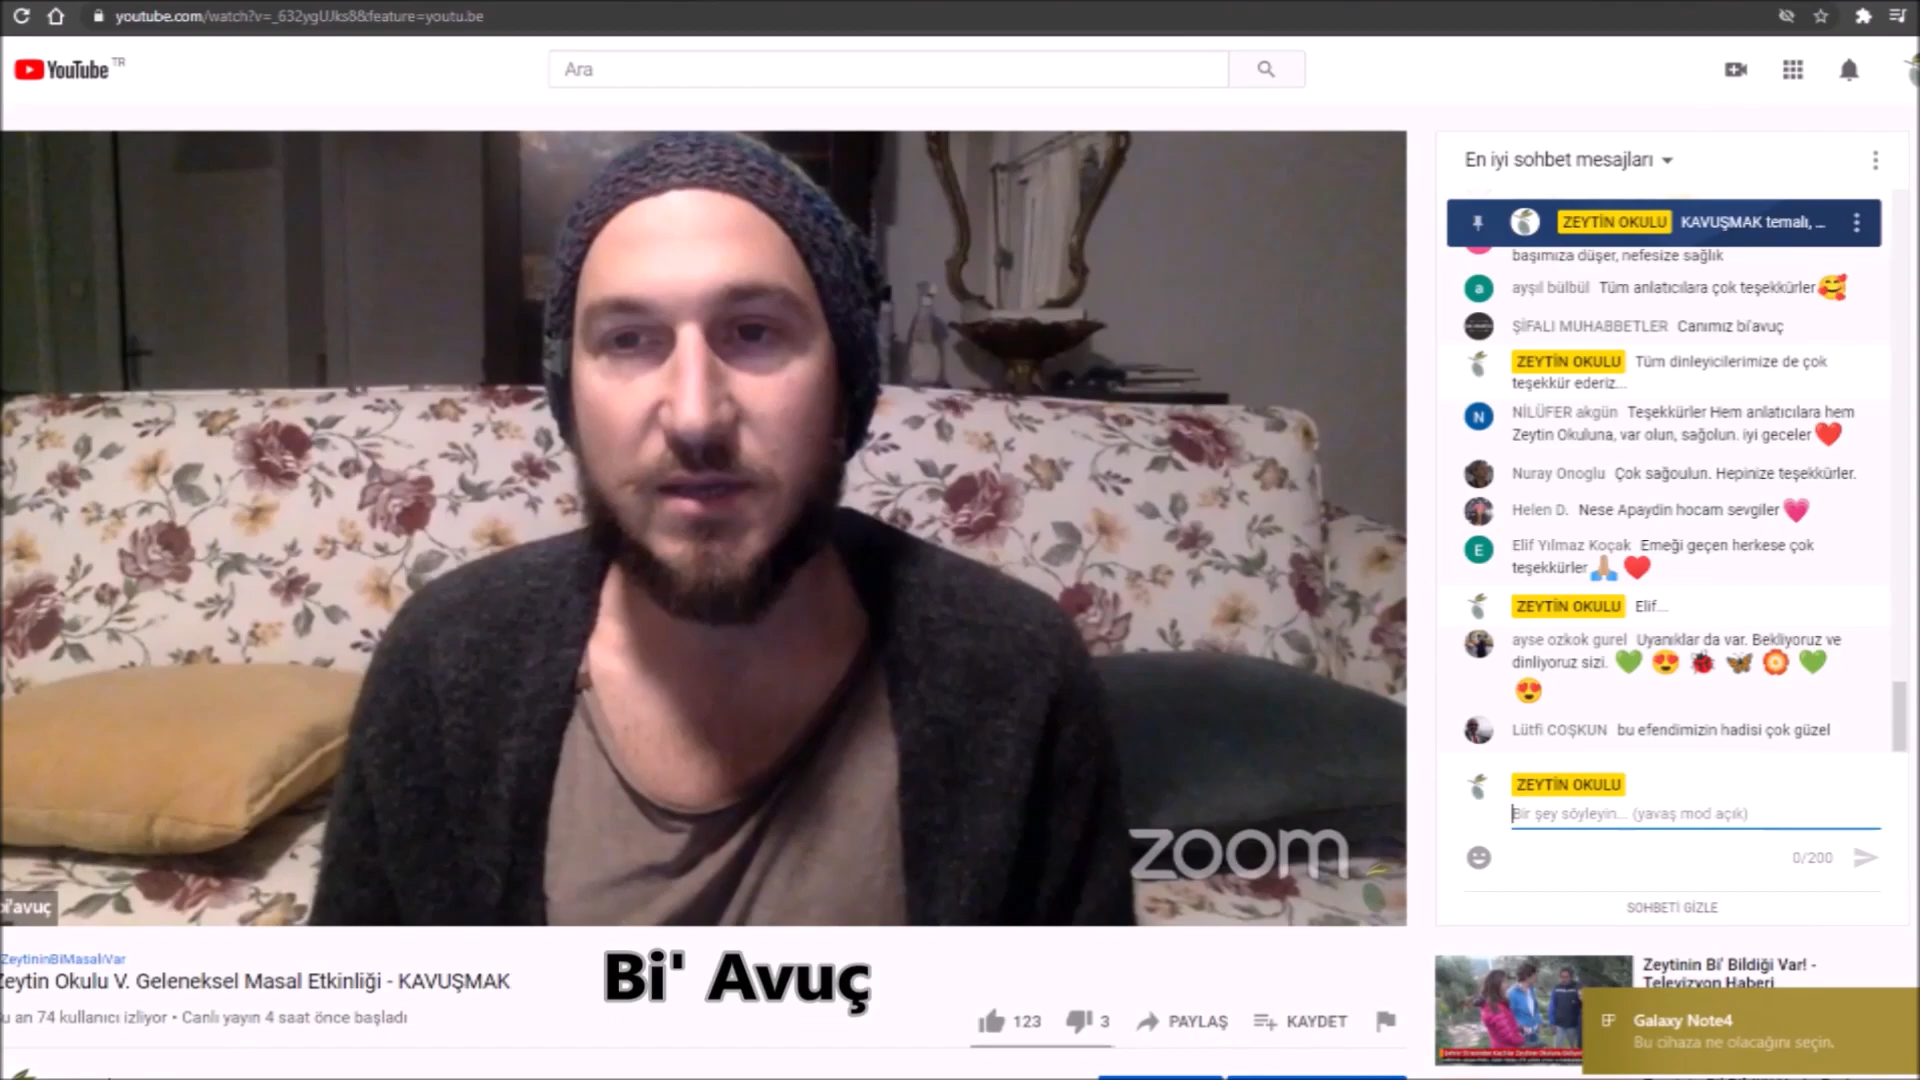 youtube.com/watch?v=_632ygUJks8&feature=youtu.be
YouTube TR
Ara
En iyi sohbet mesajları
ZEYTİN OKULU KAVUŞMAK temalı, ...
başımıza düşer, nefesize sağlık
ayşıl bülbül Tüm anlatıcılara çok teşekkürler
ŞİFALI MUHABBETLER Canımız bi'avuç
ZEYTİN OKULU Tüm dinleyicilerimize de çok
teşekkür ederiz...
NİLÜFER akgün Teşekkürler Hem anlatıcılara hem
Zeytin Okuluna, var olun, sağolun. iyi geceler
Nuray Onoglu Çok sağoulun. Hepinize teşekkürler.
Helen D. Nese Apaydin hocam sevgiler
Elif Yılmaz Koçak Emeği geçen herkese çok
teşekkürler
ZEYTİN OKULU Elif...
ayse ozkok gurel Uyanıklar da var. Bekliyoruz ve
dinliyoruz sizi.
Lütfi COŞKUN bu efendimizin hadisi çok güzel
ZEYTİN OKULU
Bir şey söyleyin... (yavaş mod açık)
0/200
SOHBETİ GİZLE
zoom
bi'avuç
ZeytininBiMasalıVar
Zeytin Okulu V. Geleneksel Masal Etkinliği - KAVUŞMAK
Şu an 74 kullanıcı izliyor • Canlı yayın 4 saat önce başladı
Bi' Avuç
123
3
PAYLAŞ
KAYDET
Zeytinin Bi' Bildiği Var! -
Televizyon Haberi
Galaxy Note4
Bu cihaza ne olacağını seçin.